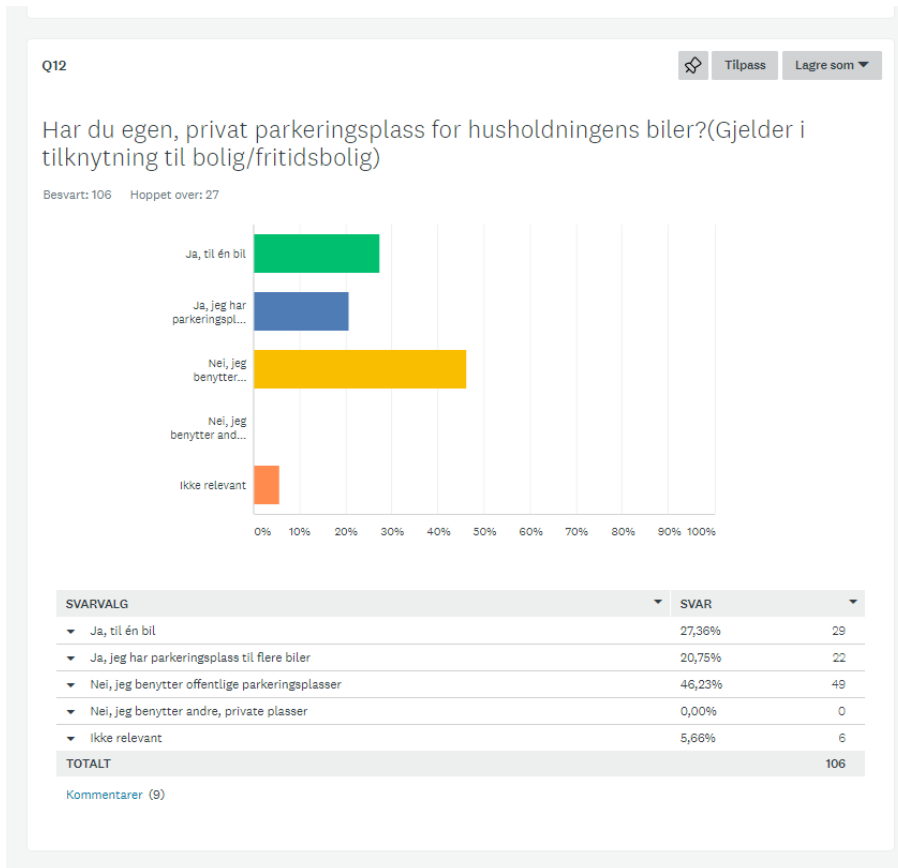 Q12
Tilpass
Lagre som
Har du egen, privat parkeringsplass for husholdningens biler?(Gjelder i
tilknytning til bolig/fritidsbolig)
Besvart: 106 Hoppet over: 27
Ja, til én bil
Ja, jeg har
parkeringspl...
Nei, jeg
benytter...
Nei, jeg
benytter and...
Ikke relevant
0% 10% 20% 30% 40% 50% 60% 70% 80% 90% 100%
SVARVALG SVAR
Ja, til én bil 27,36% 29
Ja, jeg har parkeringsplass til flere biler 20,75% 22
Nei, jeg benytter offentlige parkeringsplasser 46,23% 49
Nei, jeg benytter andre, private plasser 0,00% 0
Ikke relevant 5,66% 6
TOTALT 106
Kommentarer (9)